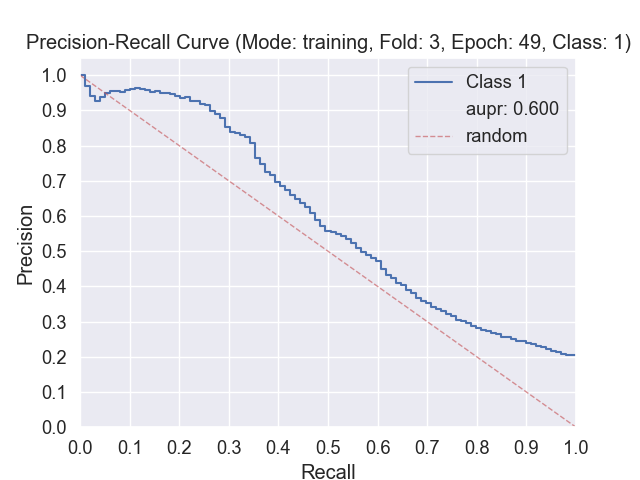 Precision-Recall Curve (Mode: training, Fold: 3, Epoch: 49, Class: 1)
Class 1
aupr: 0.600
random
Precision
1.0
0.9
0.8
0.7
0.6
0.5
0.4
0.3
0.2
0.1
0.0
0.0 0.1 0.2 0.3 0.4 0.5 0.6 0.7 0.8 0.9 1.0
Recall